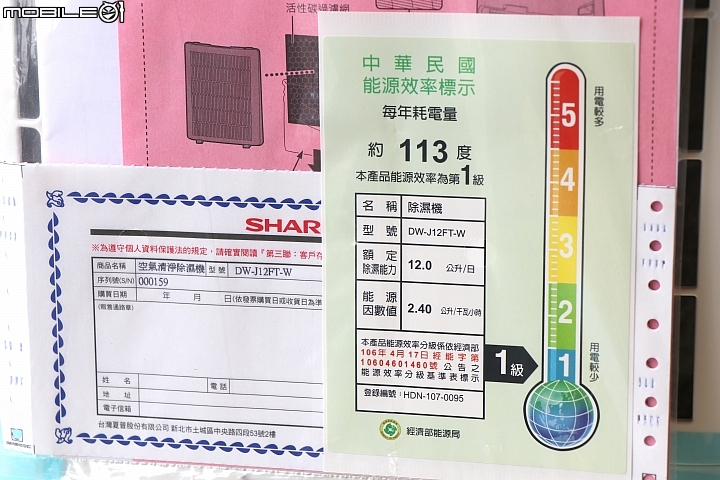 MOBILE01
活性碳過濾網
中華民國
能源效率標示
每年耗電量
約 113 度
本產品能源效率為第1級
名稱 除濕機
型號 DW-J12FT-W
額定除濕能力 12.0 公升/日
能源因數值 2.40 公升/千瓦小時
本產品能源效率分級係依經濟部
106年4月17日經能字第
10604601460號公告之
能源效率分級基準表標示
登錄編號：HDN-107-0095
經濟部能源局
用電較多
5
4
3
2
1
1級
用電較少
SHAR
※為遵守個人資料保護法的規定，請確實閱讀『第三聯：客戶存
商品名稱 空氣清淨除濕機 型號 DW-J12FT-W
序列號(S/N) 000159
購買日期 年 月 日(依發票購買日或收貨日為準
姓名 電話
地址
電子信箱
台灣夏普股份有限公司 新北市土城區中央路四段53號2樓